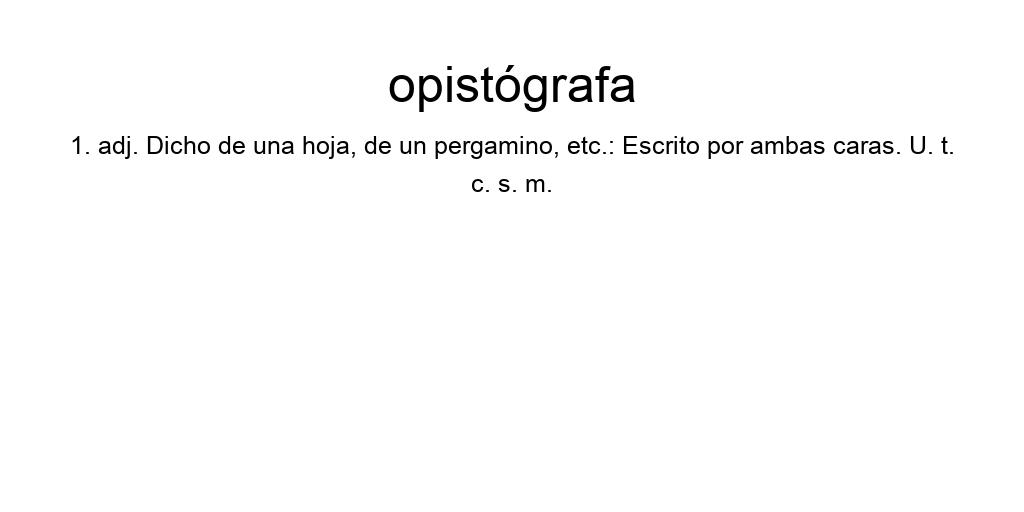 opistógrafa
1. adj. Dicho de una hoja, de un pergamino, etc.: Escrito por ambas caras. U. t.
c. s. m.